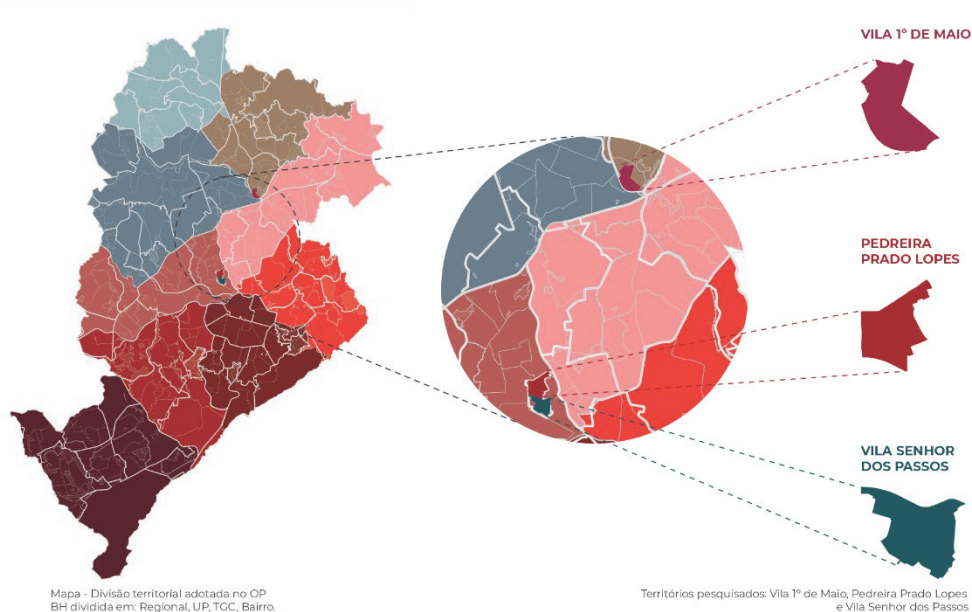 VILA 1º DE MAIO
PEDREIRA
PRADO LOPES
VILA SENHOR
DOS PASSOS
Mapa - Divisão territorial adotada no OP
BH dividida em: Regional, UP, TGC, Bairro.
Territórios pesquisados: Vila 1º de Maio, Pedreira Prado Lopes
e Vila Senhor dos Passos